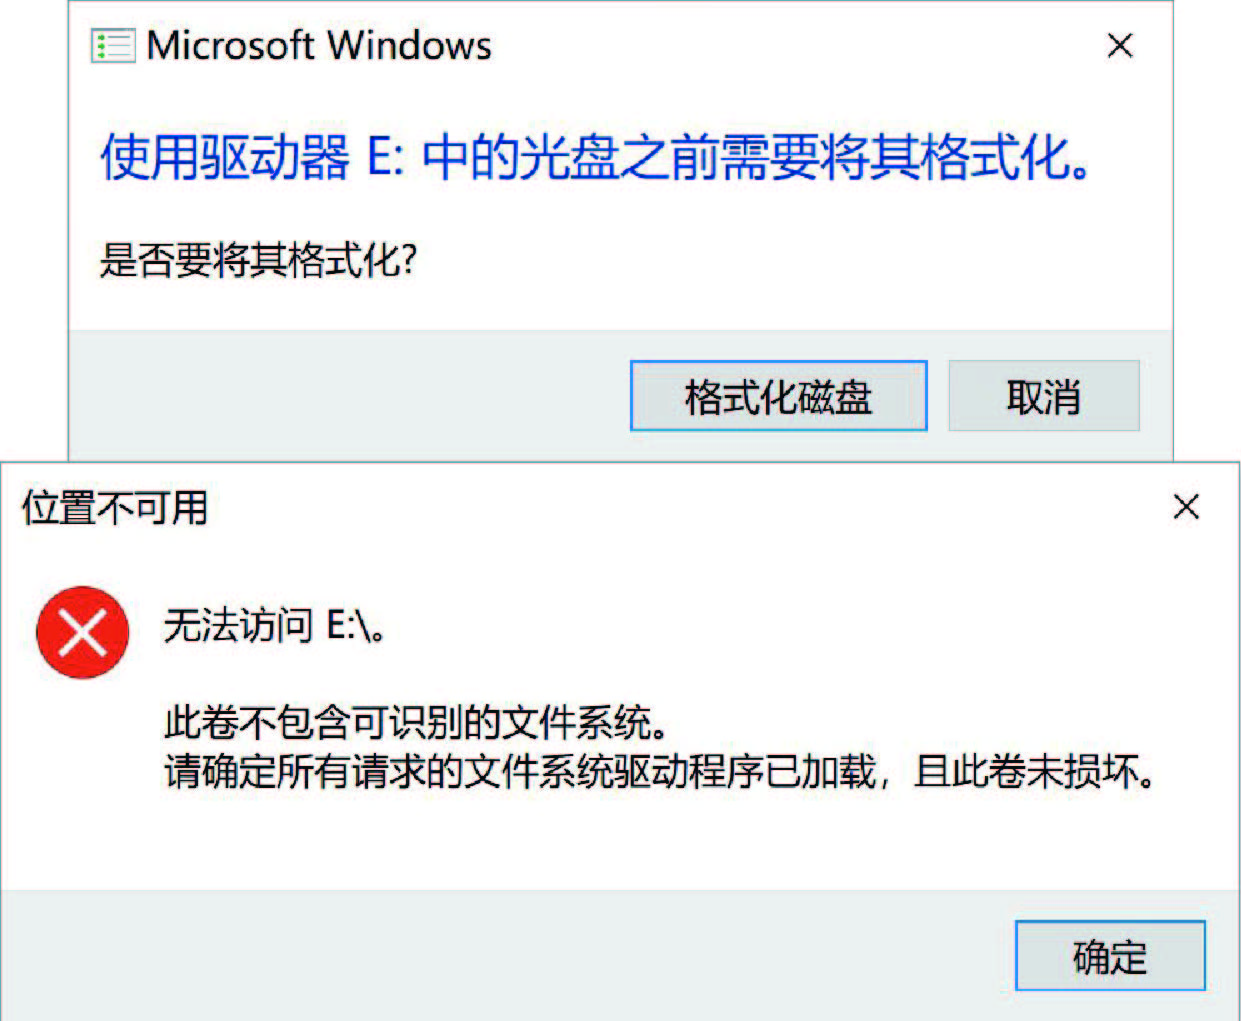 Microsoft Windows
使用驱动器 E: 中的光盘之前需要将其格式化。
是否要将其格式化?
格式化磁盘
取消
位置不可用
无法访问 E:\。
此卷不包含可识别的文件系统。
请确定所有请求的文件系统驱动程序已加载，且此卷未损坏。
确定